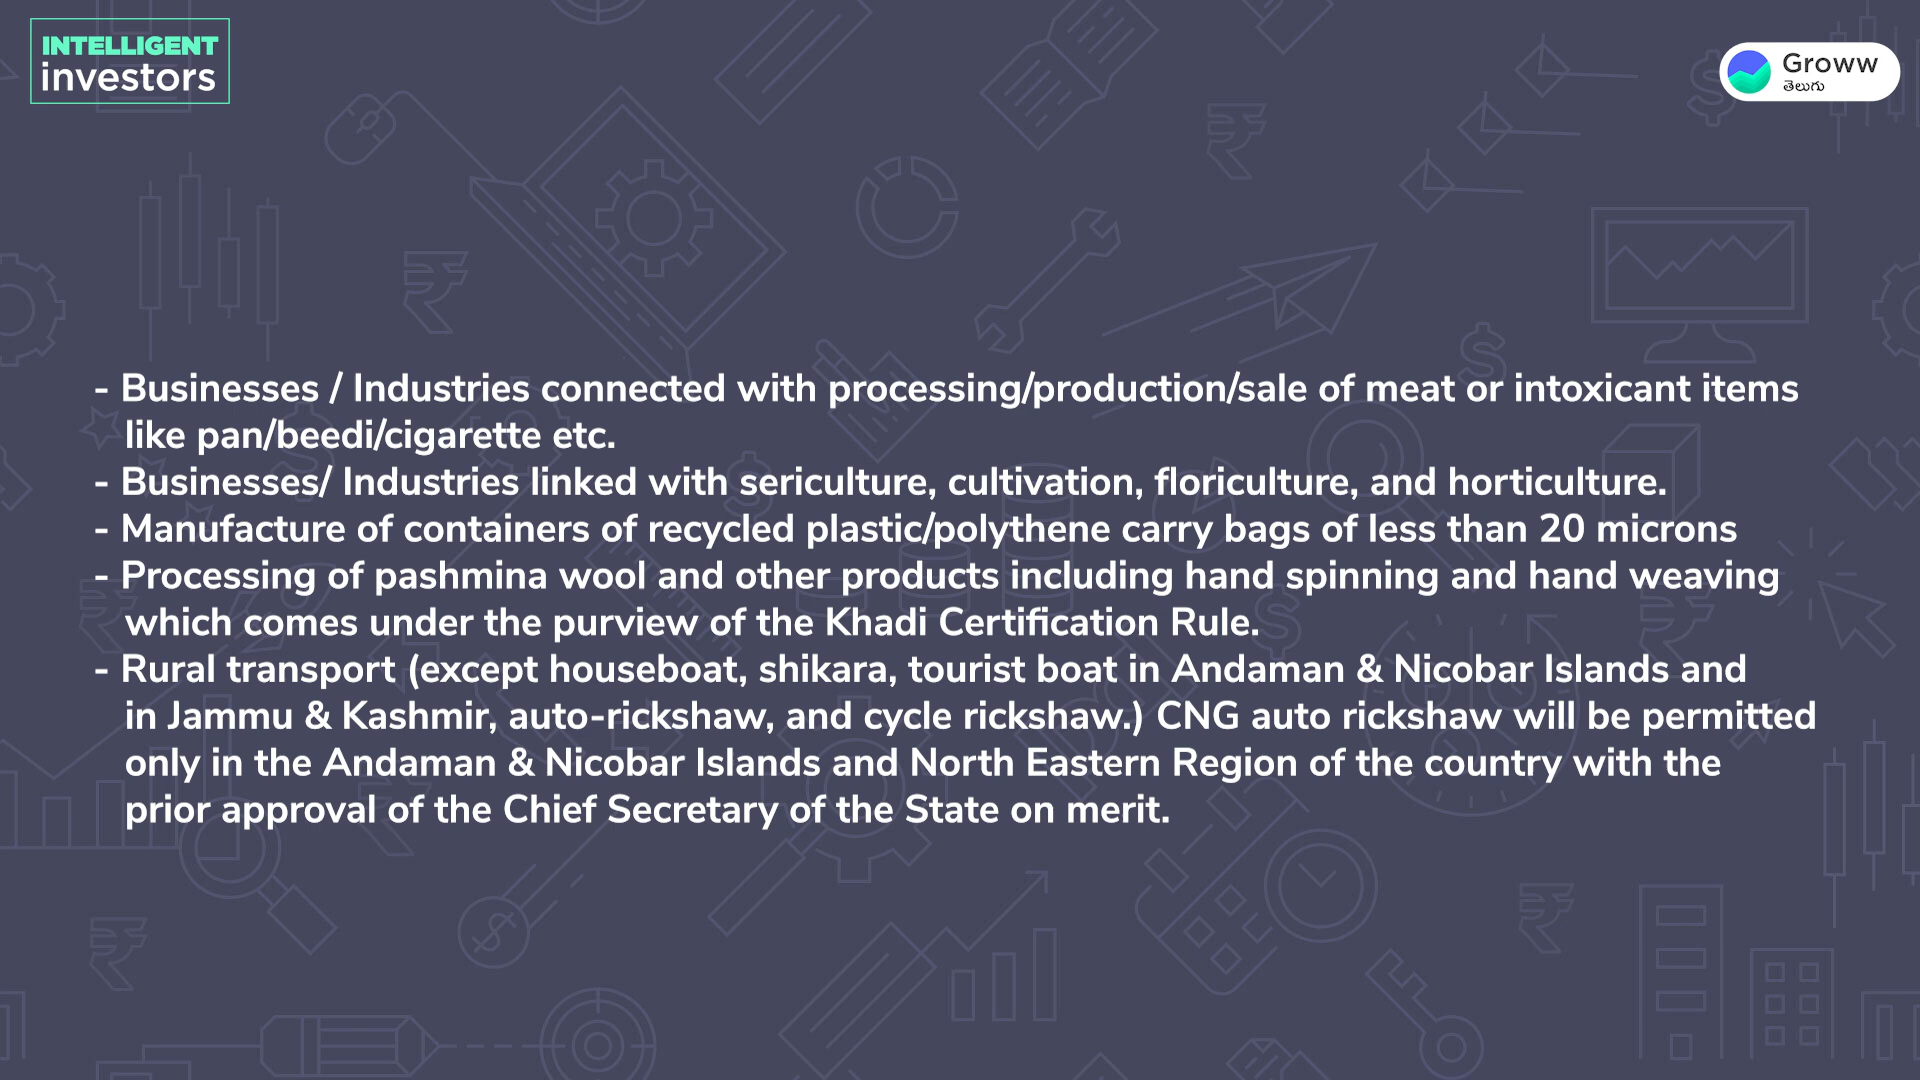 INTELLIGENT
investors
Groww
తెలుగు
- Businesses / Industries connected with processing/production/sale of meat or intoxicant items
like pan/beedi/cigarette etc.
- Businesses/ Industries linked with sericulture, cultivation, floriculture, and horticulture.
- Manufacture of containers of recycled plastic/polythene carry bags of less than 20 microns
- Processing of pashmina wool and other products including hand spinning and hand weaving
which comes under the purview of the Khadi Certification Rule.
- Rural transport (except houseboat, shikara, tourist boat in Andaman & Nicobar Islands and
in Jammu & Kashmir, auto-rickshaw, and cycle rickshaw.) CNG auto rickshaw will be permitted
only in the Andaman & Nicobar Islands and North Eastern Region of the country with the
prior approval of the Chief Secretary of the State on merit.